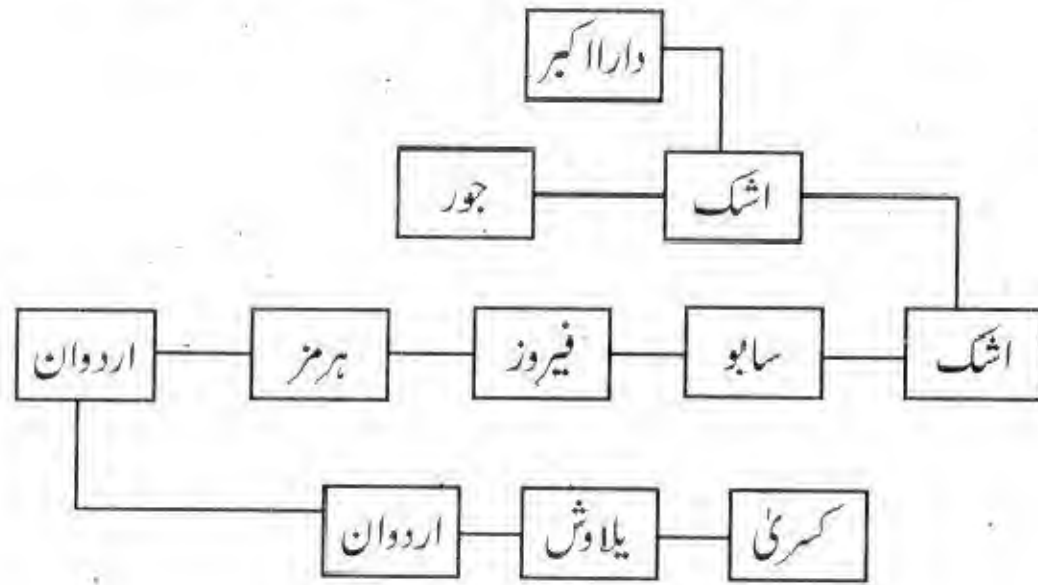 دارا اکبر
اشک
جور
اشک
سابو
فیروز
ہرمز
اردوان
کسریٰ
یلاوش
اردوان